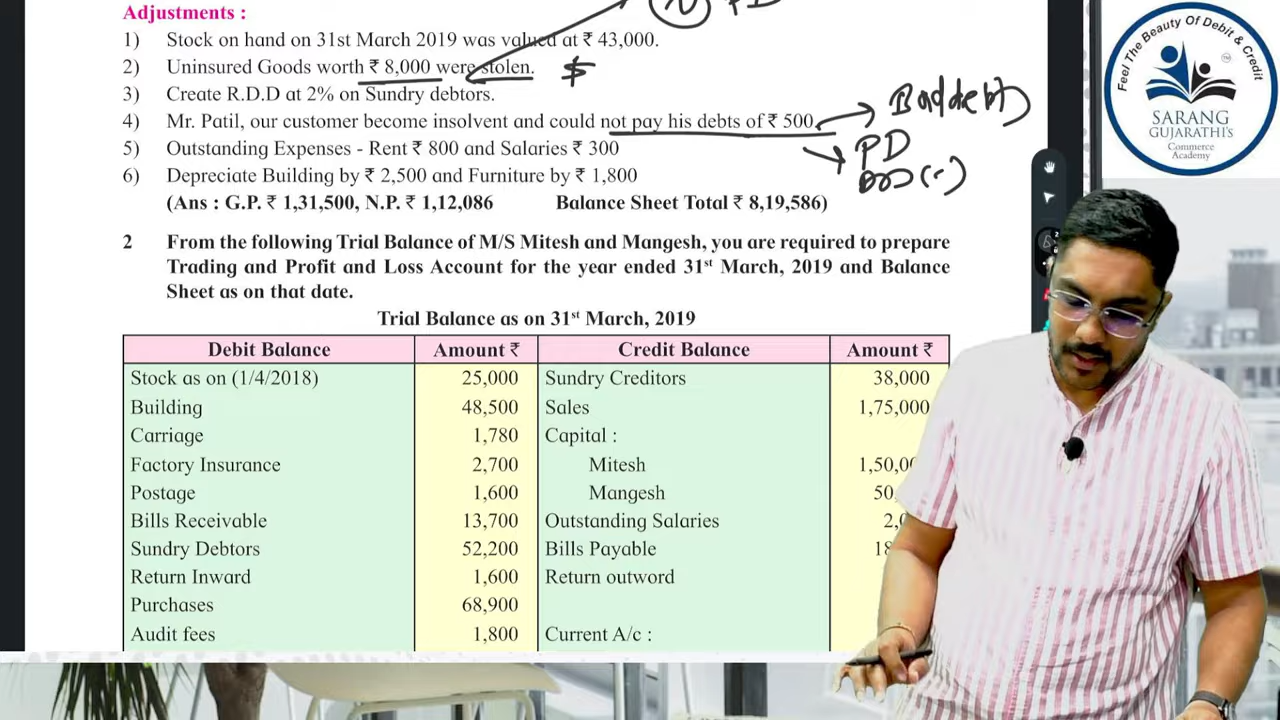 Adjustments :
1) Stock on hand on 31st March 2019 was valued at ₹ 43,000.
2) Uninsured Goods worth ₹ 8,000 were stolen. $
3) Create R.D.D at 2% on Sundry debtors.
4) Mr. Patil, our customer become insolvent and could not pay his debts of ₹ 500
Bad debts
PD
5) Outstanding Expenses - Rent ₹ 800 and Salaries ₹ 300
6) Depreciate Building by ₹ 2,500 and Furniture by ₹ 1,800
(Ans : G.P. ₹ 1,31,500, N.P. ₹ 1,12,086 Balance Sheet Total ₹ 8,19,586)
2 From the following Trial Balance of M/S Mitesh and Mangesh, you are required to prepare
Trading and Profit and Loss Account for the year ended 31st March, 2019 and Balance
Sheet as on that date.
Trial Balance as on 31st March, 2019
Debit Balance Amount ₹ Credit Balance Amount ₹
Stock as on (1/4/2018) 25,000 Sundry Creditors 38,000
Building 48,500 Sales 1,75,000
Carriage 1,780 Capital :
Factory Insurance 2,700 Mitesh 1,50,0
Postage 1,600 Mangesh 50,
Bills Receivable 13,700 Outstanding Salaries 2,
Sundry Debtors 52,200 Bills Payable 18
Return Inward 1,600 Return outword
Purchases 68,900
Audit fees 1,800 Current A/c :
Feel The Beauty Of Debit & Credit
TM
SARANG
GUJARATHI'S
Commerce
Academy